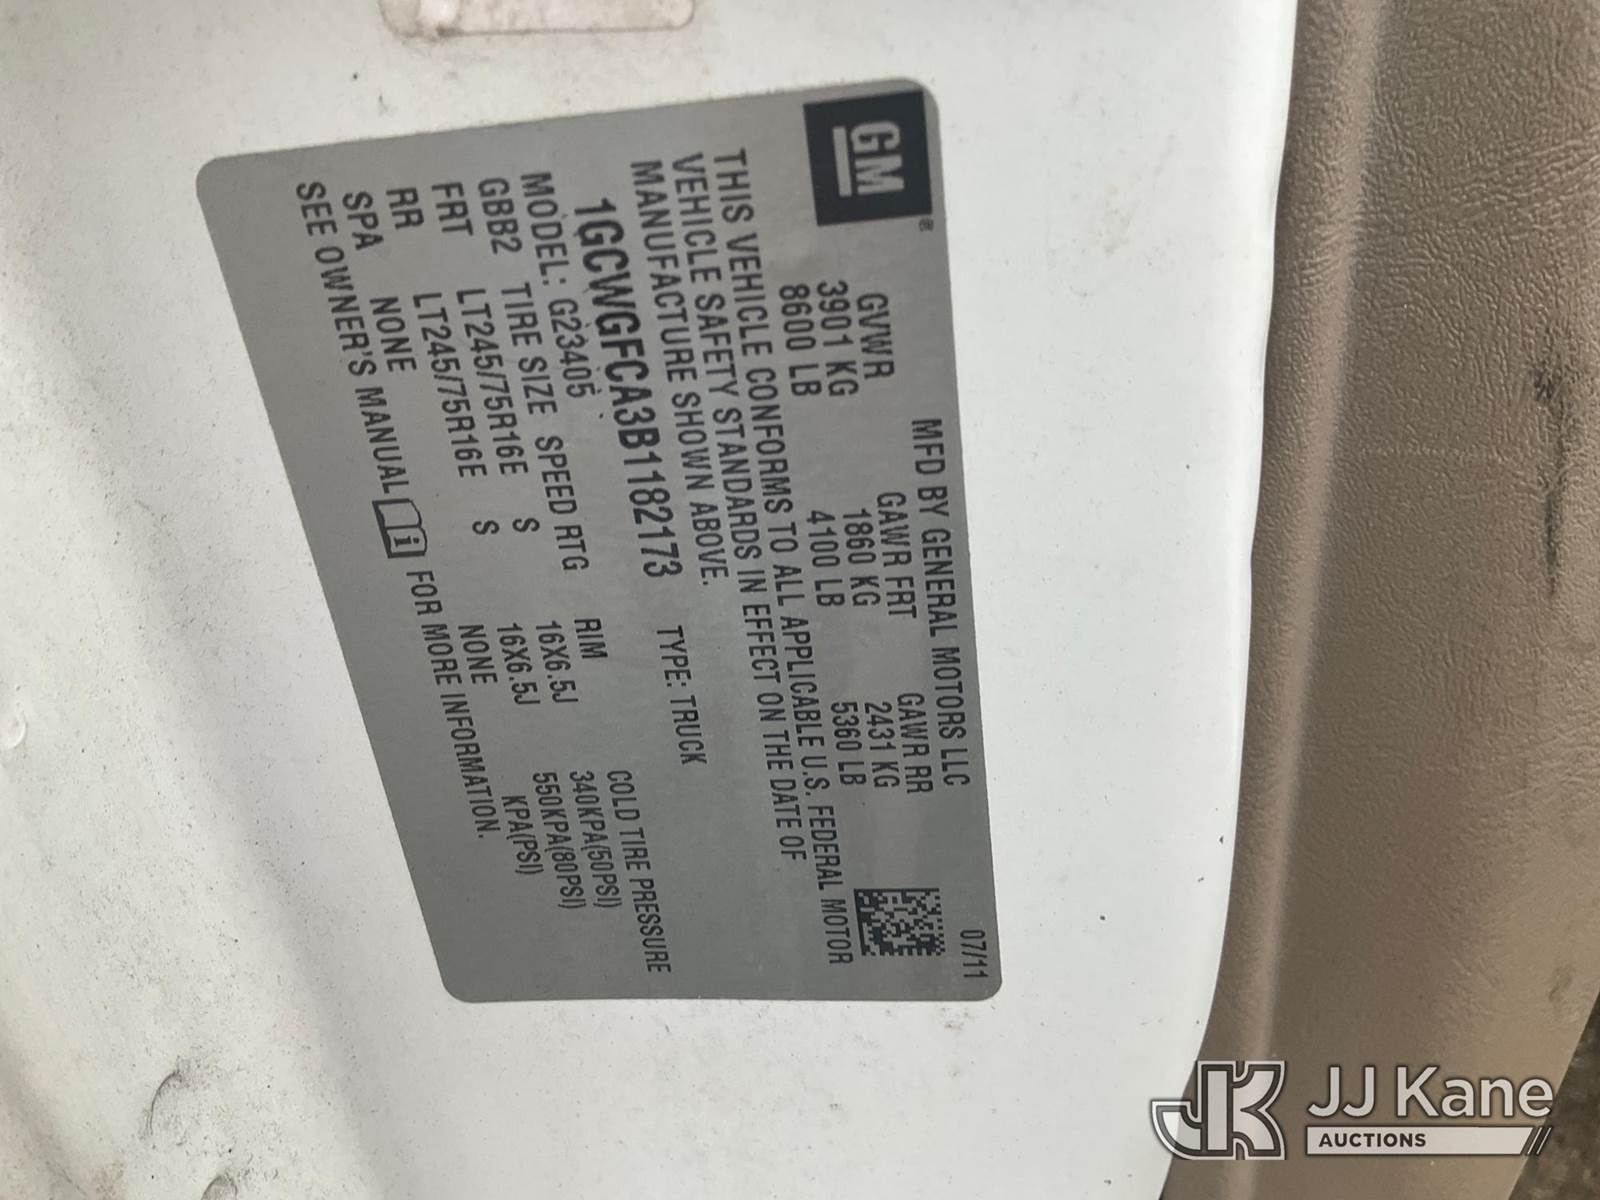 GM®
MFD BY GENERAL MOTORS LLC 07/11
GVWR GAWR FRT GAWR RR
3901 KG 1860 KG 2431 KG
8600 LB 4100 LB 5360 LB
THIS VEHICLE CONFORMS TO ALL APPLICABLE U.S. FEDERAL MOTOR
VEHICLE SAFETY STANDARDS IN EFFECT ON THE DATE OF
MANUFACTURE SHOWN ABOVE.
1GCWGFCA3B1182173 TYPE: TRUCK
MODEL: G23405
GBB2 TIRE SIZE SPEED RTG RIM COLD TIRE PRESSURE
FRT LT245/75R16E S 16X6.5J 340KPA(50PSI)
RR LT245/75R16E S 16X6.5J 550KPA(80PSI)
SPA NONE NONE KPA(PSI)
SEE OWNER'S MANUAL i FOR MORE INFORMATION.
JK JJ Kane
AUCTIONS